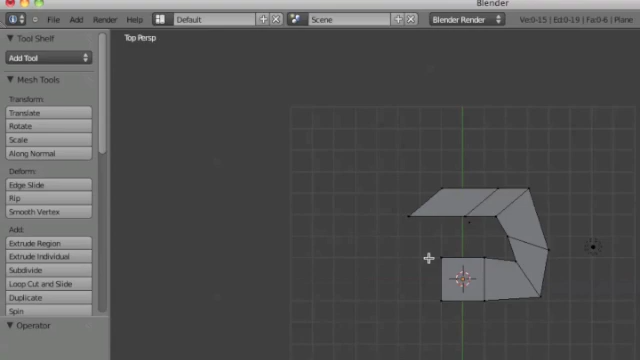 Blender
File Add Render Help Default Scene Blender Render Ve:0-15 | Ed:0-19 | Fa:0-6 | Plane
Tool Shelf
Top Persp
Add Tool
Mesh Tools
Transform:
Translate
Rotate
Scale
Along Normal
Deform:
Edge Slide
Rip
Smooth Vertex
Add:
Extrude Region
Extrude Individual
Subdivide
Loop Cut and Slide
Duplicate
Spin
Operator